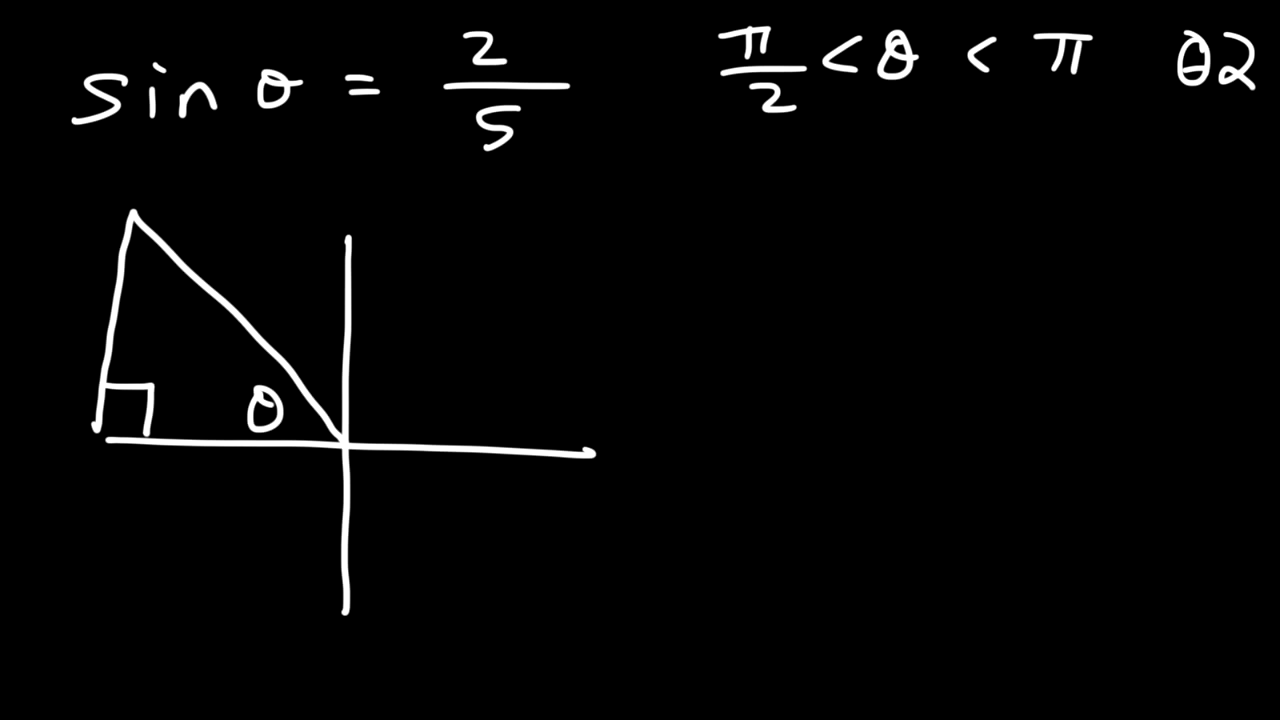 sin θ = 2/5 π/2 < θ < π θ2
θ